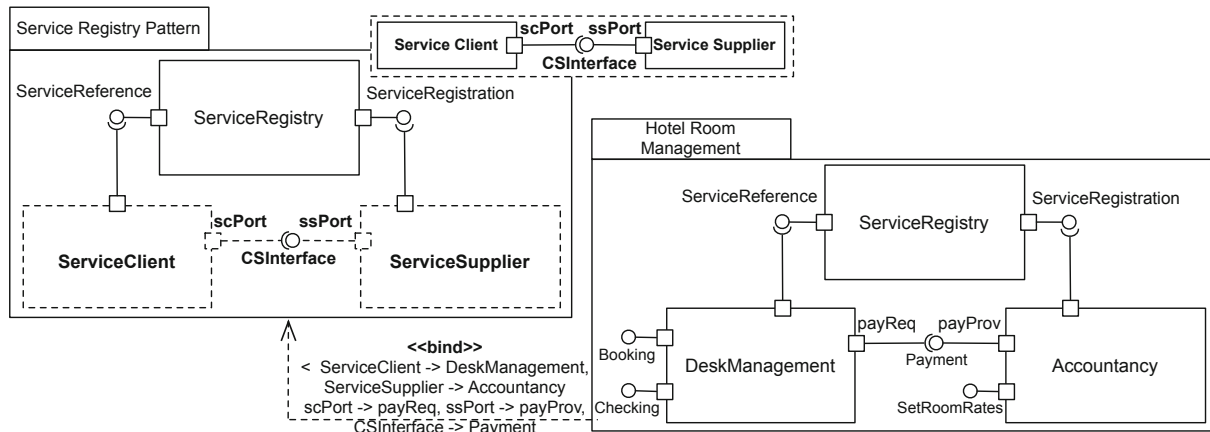 Service Registry Pattern
scPort ssPort
Service Client
Service Supplier
CSInterface
ServiceReference
ServiceRegistration
ServiceRegistry
scPort ssPort
CSInterface
ServiceClient
ServiceSupplier
<<bind>>
< ServiceClient -> DeskManagement,
ServiceSupplier -> Accountancy
scPort -> payReq, ssPort -> payProv,
CSInterface -> Payment
Hotel Room
Management
ServiceReference
ServiceRegistration
ServiceRegistry
payReq payProv
Booking
Payment
DeskManagement
Accountancy
Checking
SetRoomRates